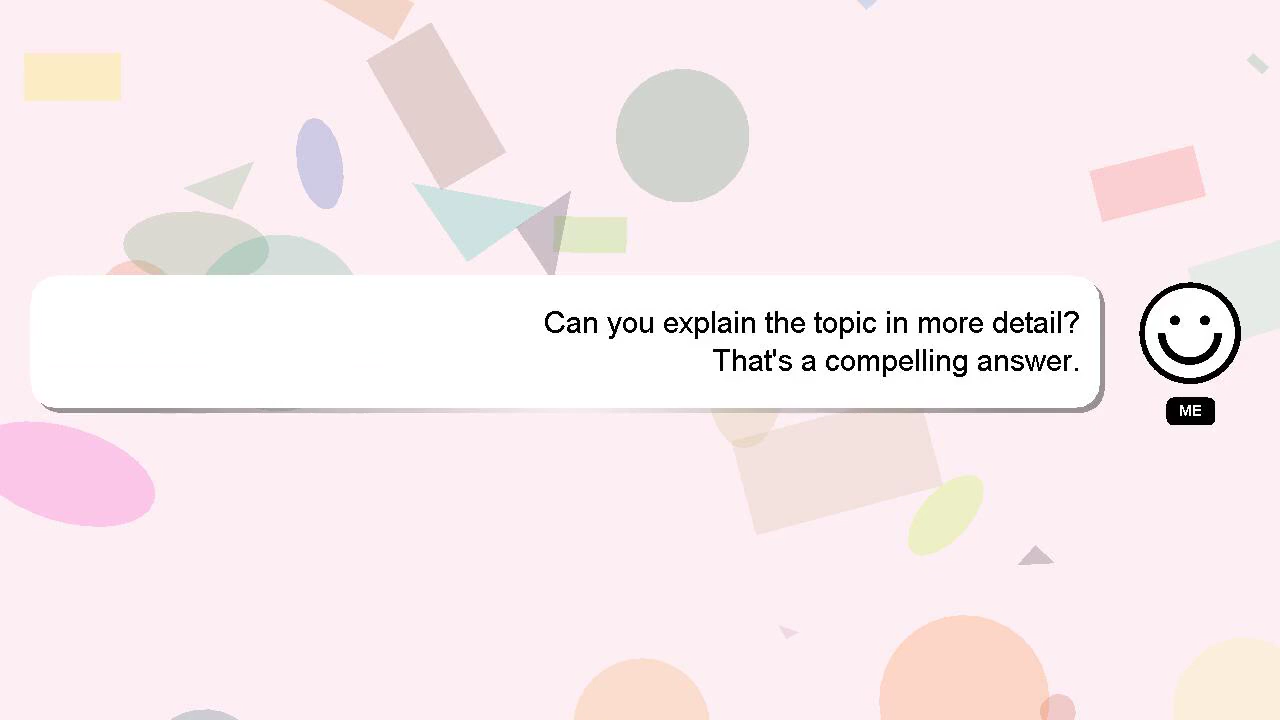 Can you explain the topic in more detail?
That's a compelling answer.
ME